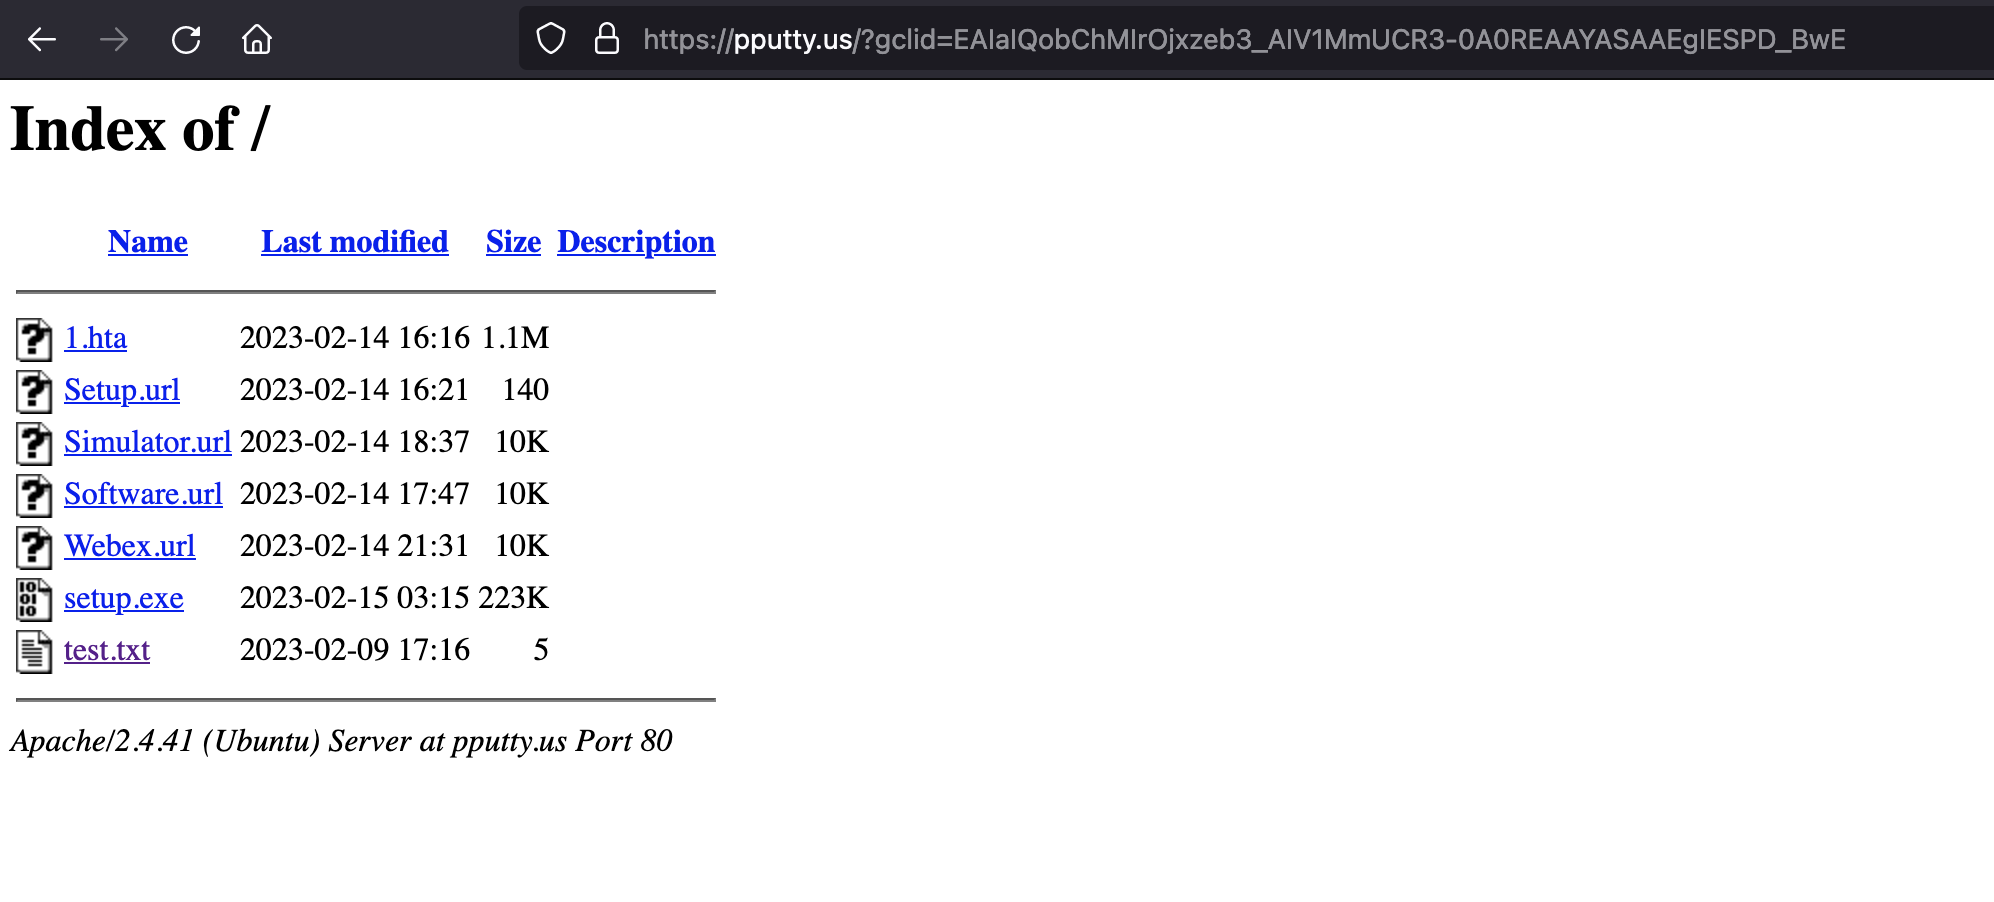 https://pputty.us/?gclid=EAIaIQobChMIrOjxzeb3_AIV1MmUCR3-0A0REAAYASAAEgIESPD_BwE
Index of /
Name Last modified Size Description
1.hta 2023-02-14 16:16 1.1M
Setup.url 2023-02-14 16:21 140
Simulator.url 2023-02-14 18:37 10K
Software.url 2023-02-14 17:47 10K
Webex.url 2023-02-14 21:31 10K
setup.exe 2023-02-15 03:15 223K
test.txt 2023-02-09 17:16 5
Apache/2.4.41 (Ubuntu) Server at pputty.us Port 80